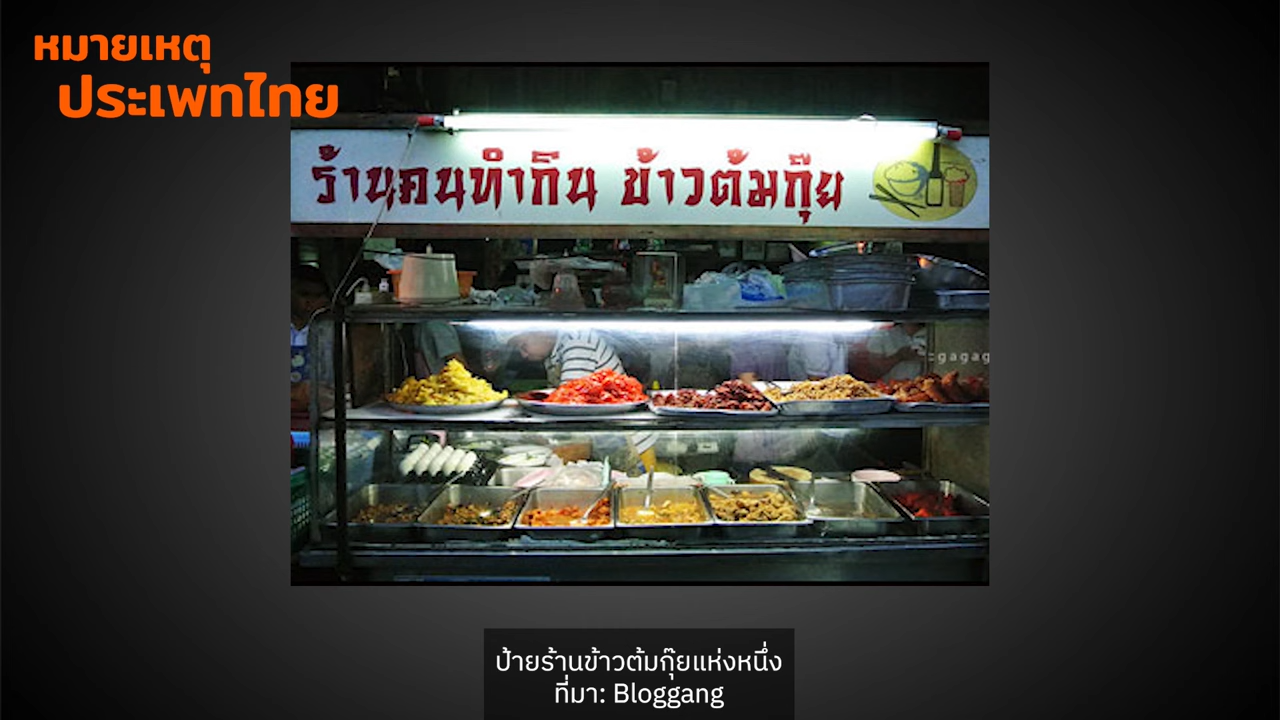 หมายเหตุ
ประเพทไทย
ร้านคนทำกิน ข้าวต้มกุ๊ย
cgagag
ป้ายร้านข้าวต้มกุ๊ยแห่งหนึ่ง
ที่มา: Bloggang